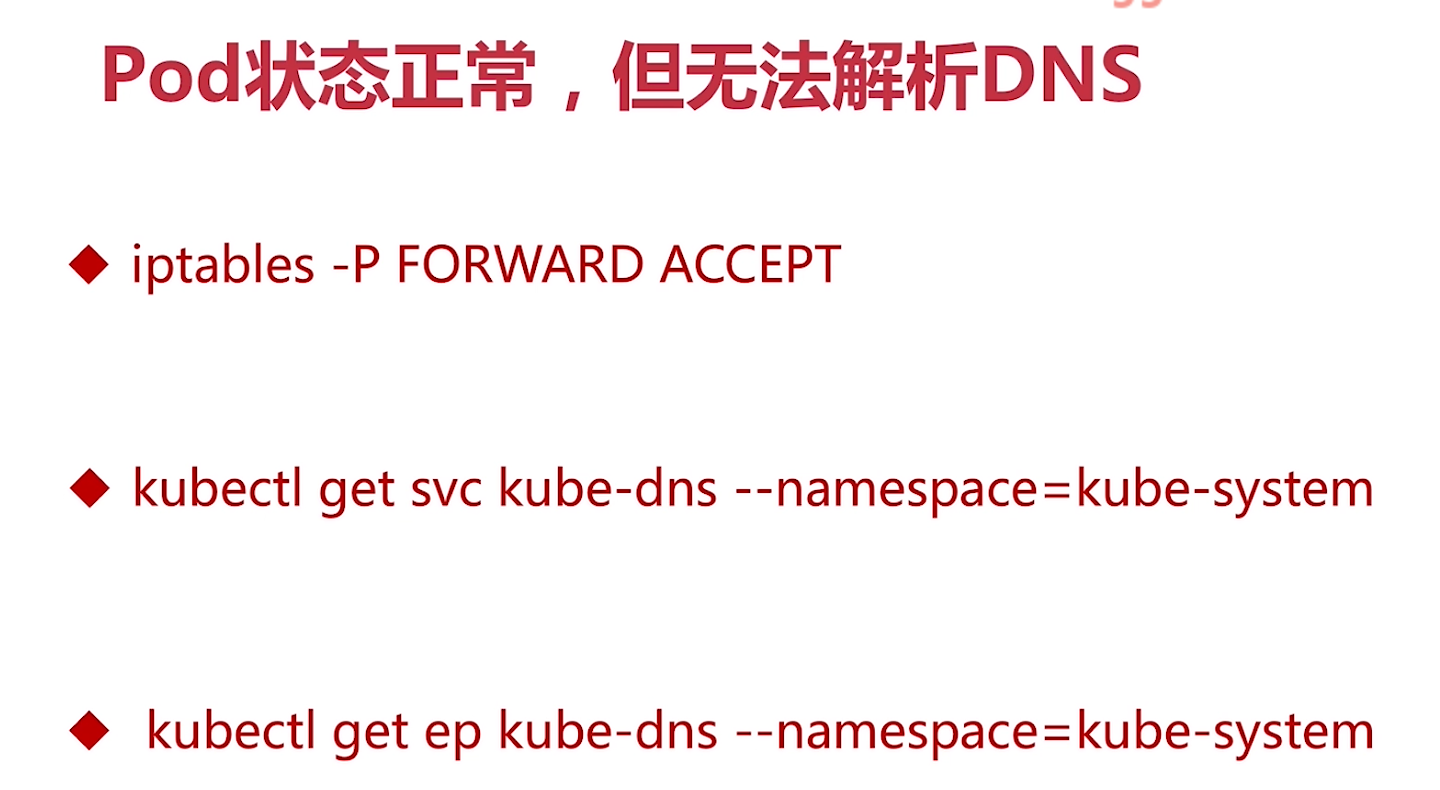 Pod状态正常，但无法解析DNS
iptables -P FORWARD ACCEPT
kubectl get svc kube-dns --namespace=kube-system
kubectl get ep kube-dns --namespace=kube-system